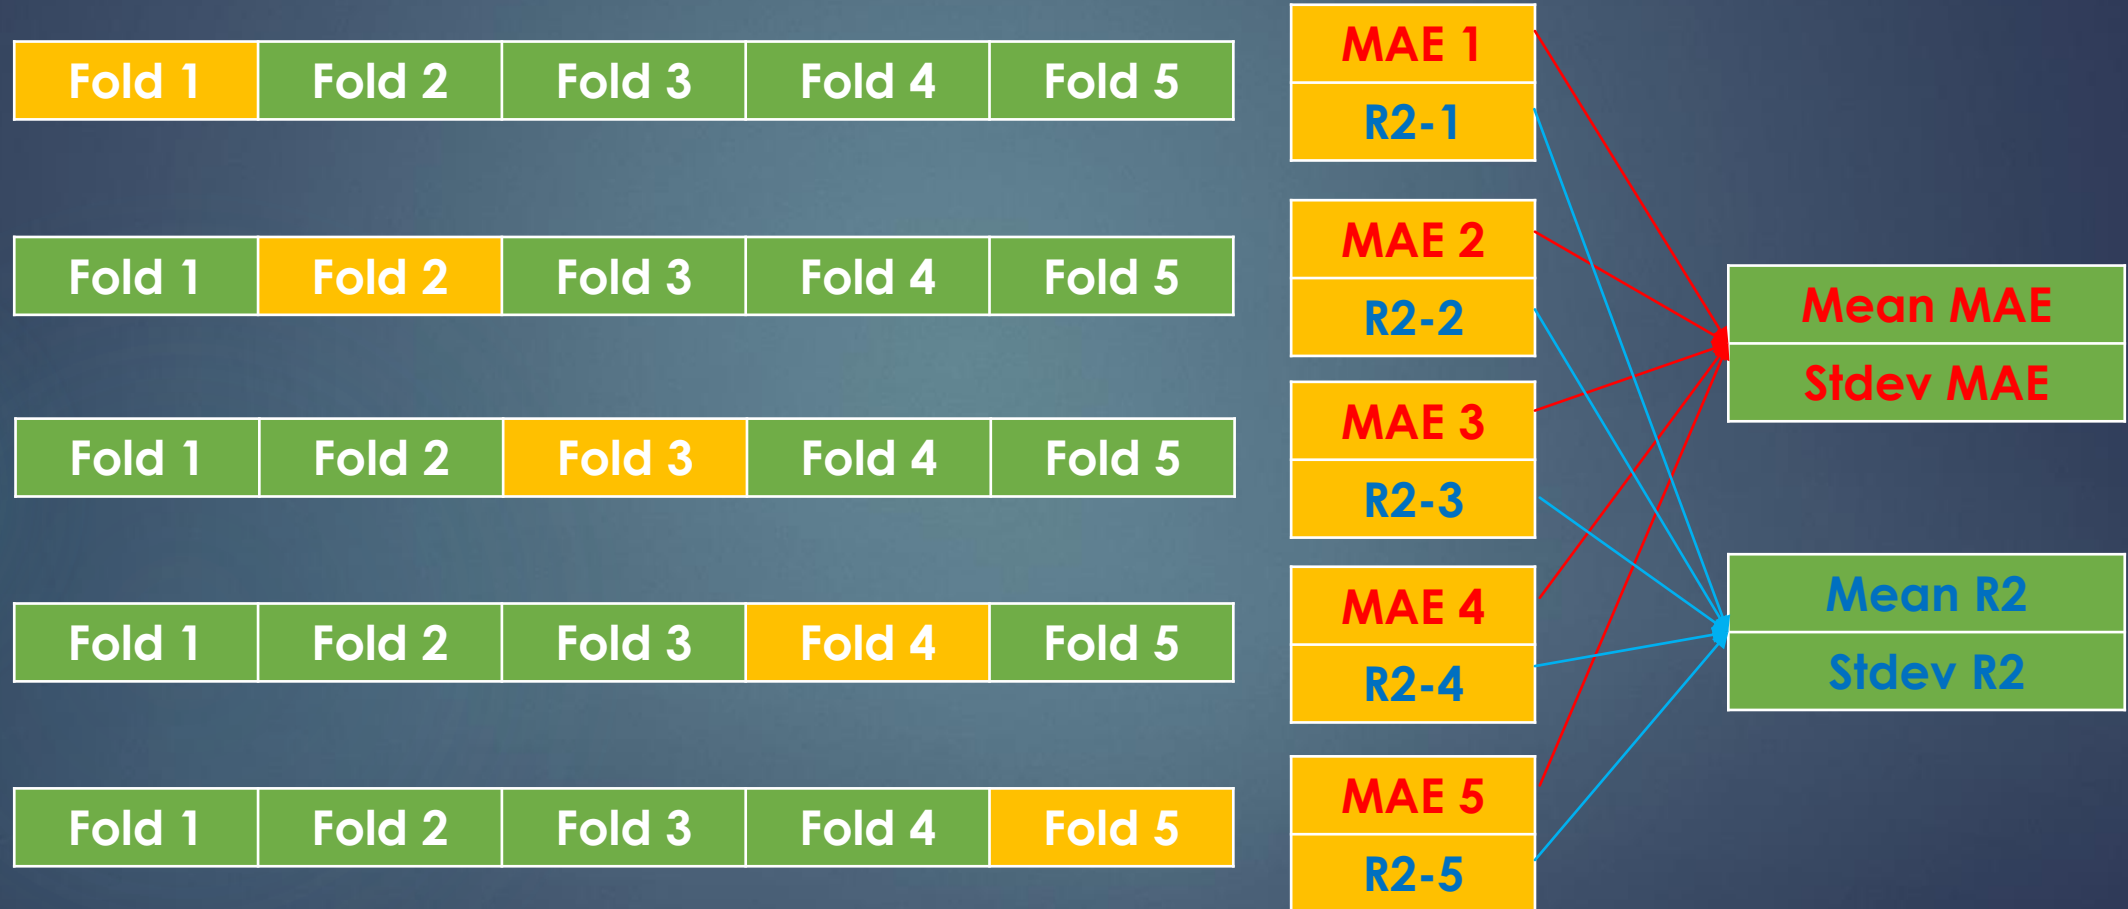 Fold 1 Fold 2 Fold 3 Fold 4 Fold 5
MAE 1
R2-1
Fold 1 Fold 2 Fold 3 Fold 4 Fold 5
MAE 2
R2-2
Fold 1 Fold 2 Fold 3 Fold 4 Fold 5
MAE 3
R2-3
Fold 1 Fold 2 Fold 3 Fold 4 Fold 5
MAE 4
R2-4
Fold 1 Fold 2 Fold 3 Fold 4 Fold 5
MAE 5
R2-5
Mean MAE
Stdev MAE
Mean R2
Stdev R2